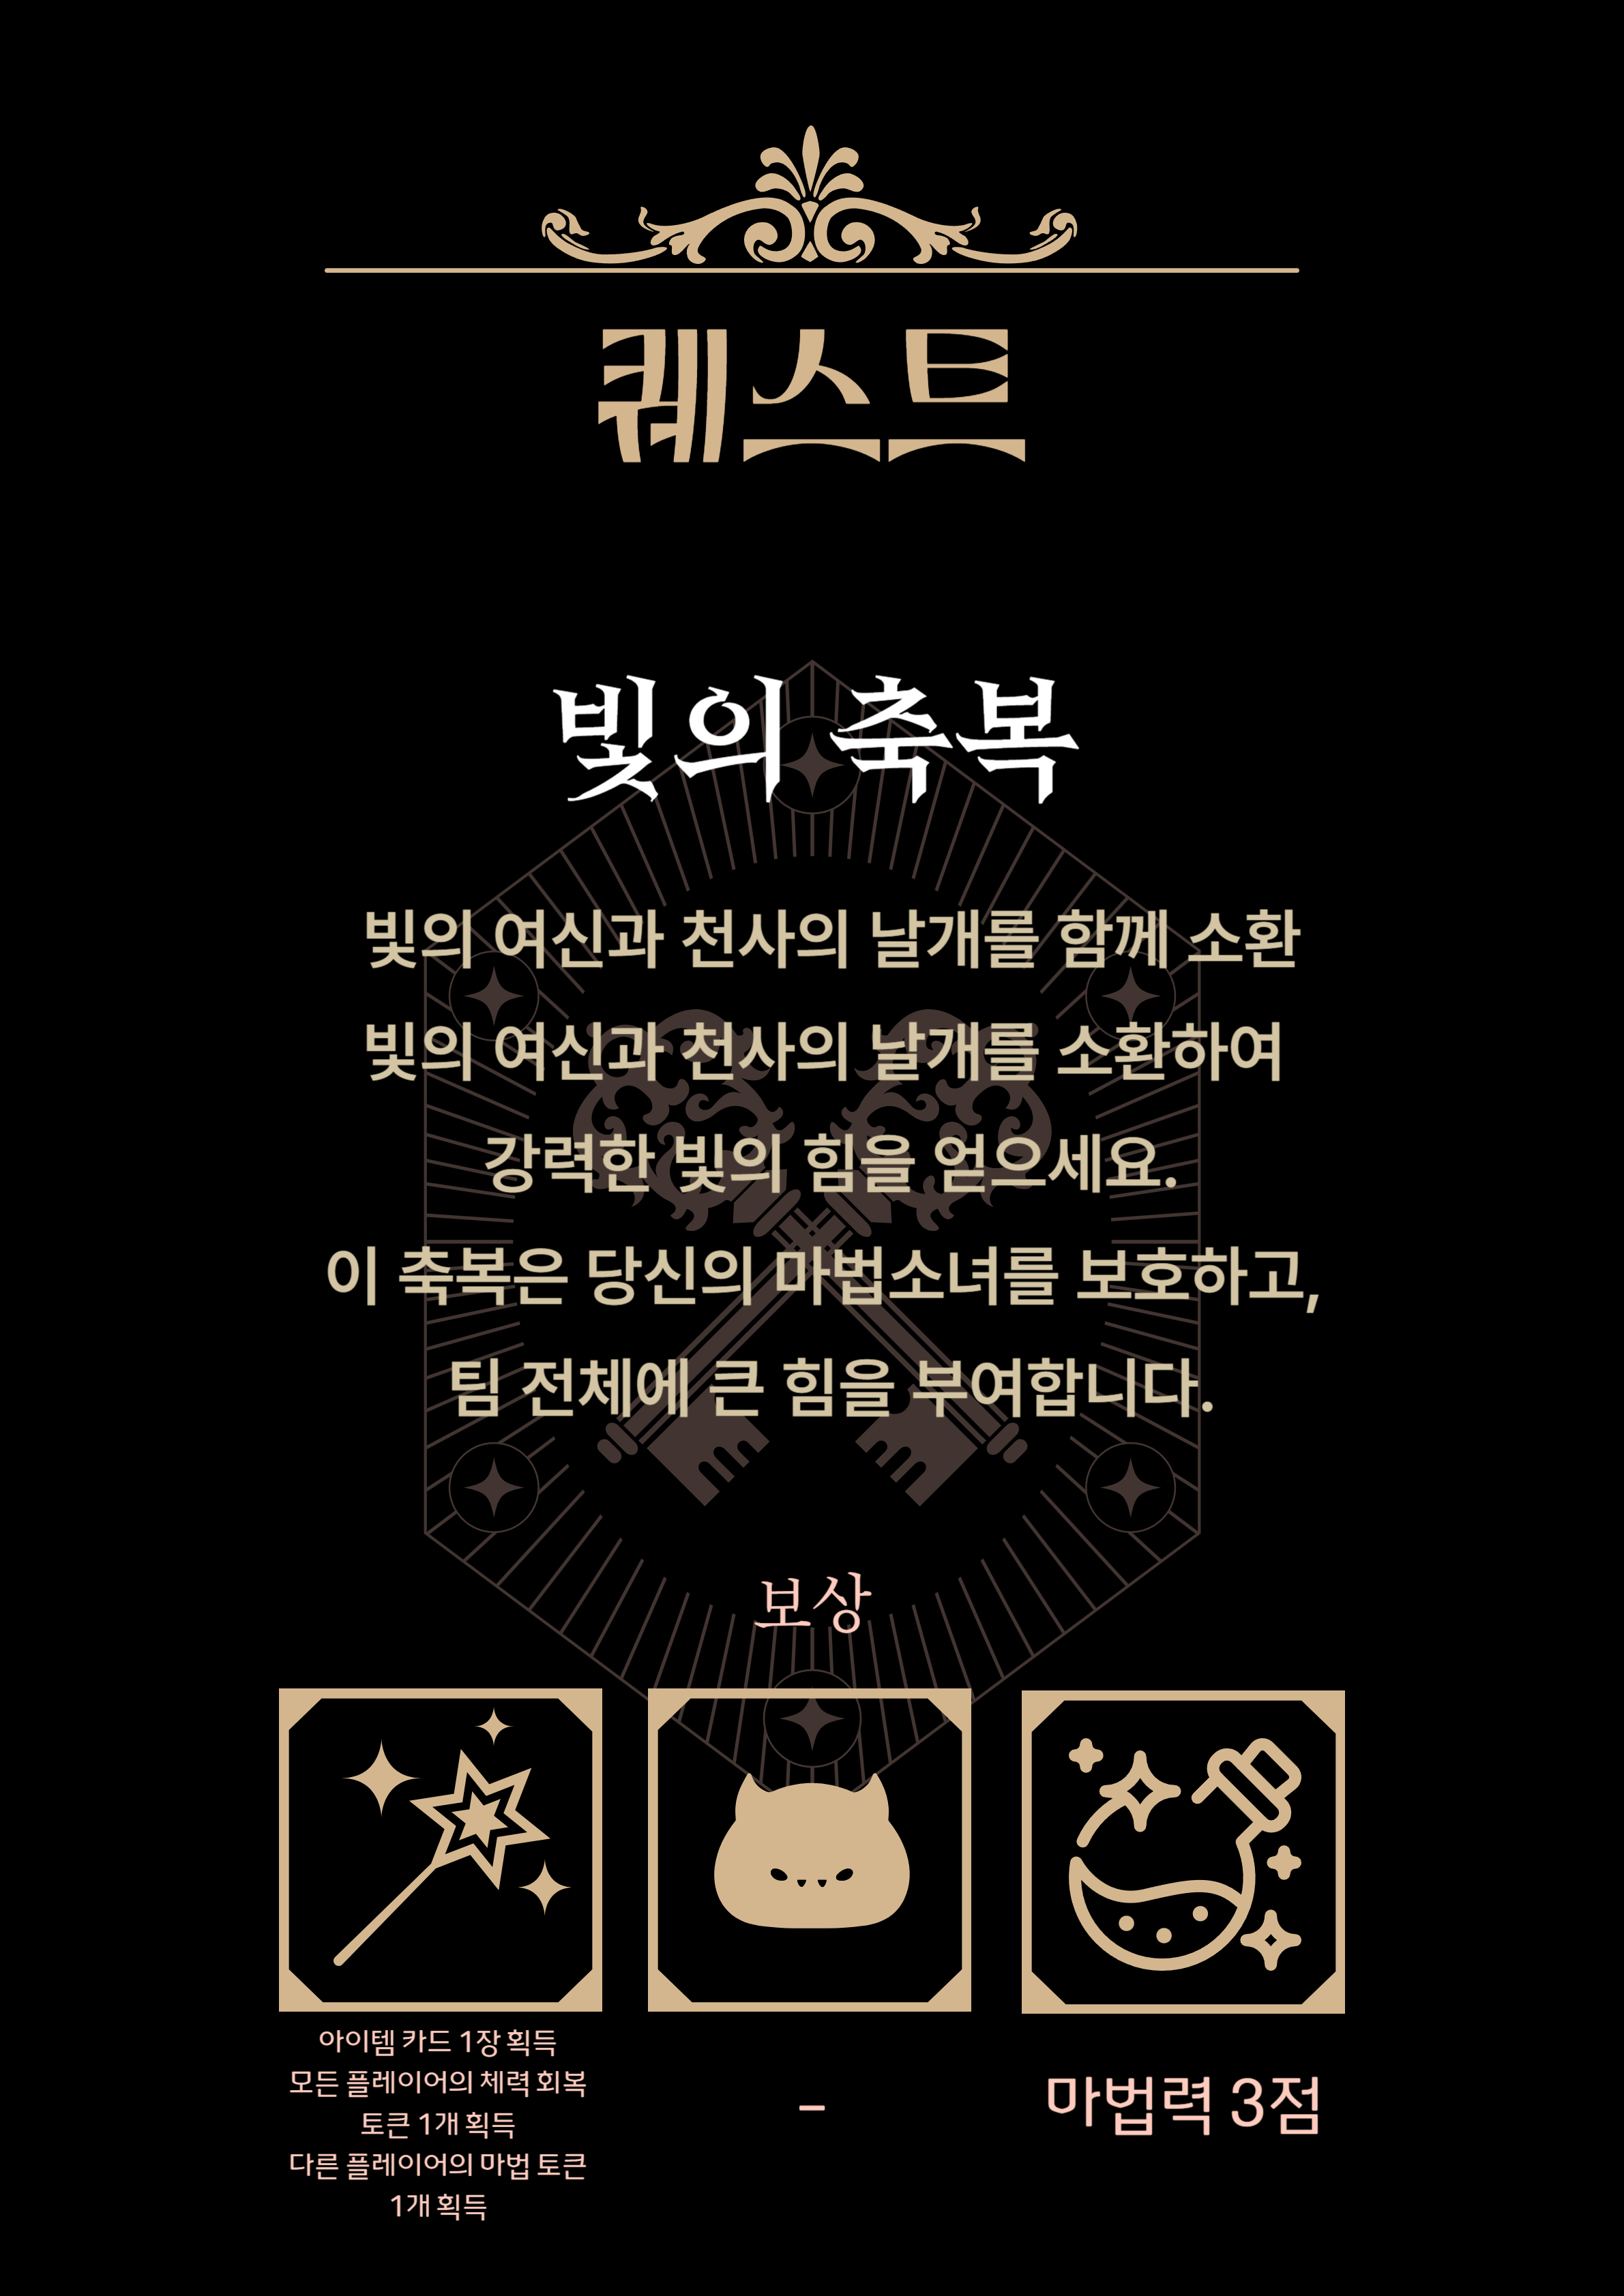 퀘스트
빛의 축복
빛의 여신과 천사의 날개를 함께 소환
빛의 여신과 천사의 날개를 소환하여
강력한 빛의 힘을 얻으세요.
이 축복은 당신의 마법소녀를 보호하고,
팀 전체에 큰 힘을 부여합니다.
보상
아이템 카드 1장 획득
모든 플레이어의 체력 회복
토큰 1개 획득
다른 플레이어의 마법 토큰
1개 획득
–
마법력 3점